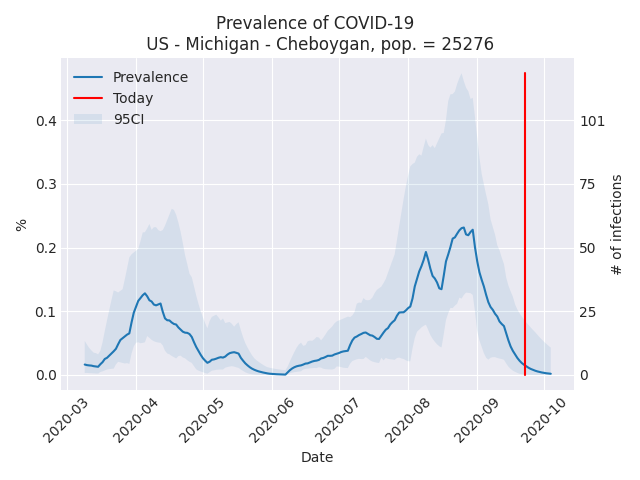 Prevalence of COVID-19
US - Michigan - Cheboygan, pop. = 25276
Prevalence
Today
95CI
0.4
0.3
0.2
0.1
0.0
%
101
75
50
25
0
# of infections
2020-03
2020-04
2020-05
2020-06
2020-07
2020-08
2020-09
2020-10
Date